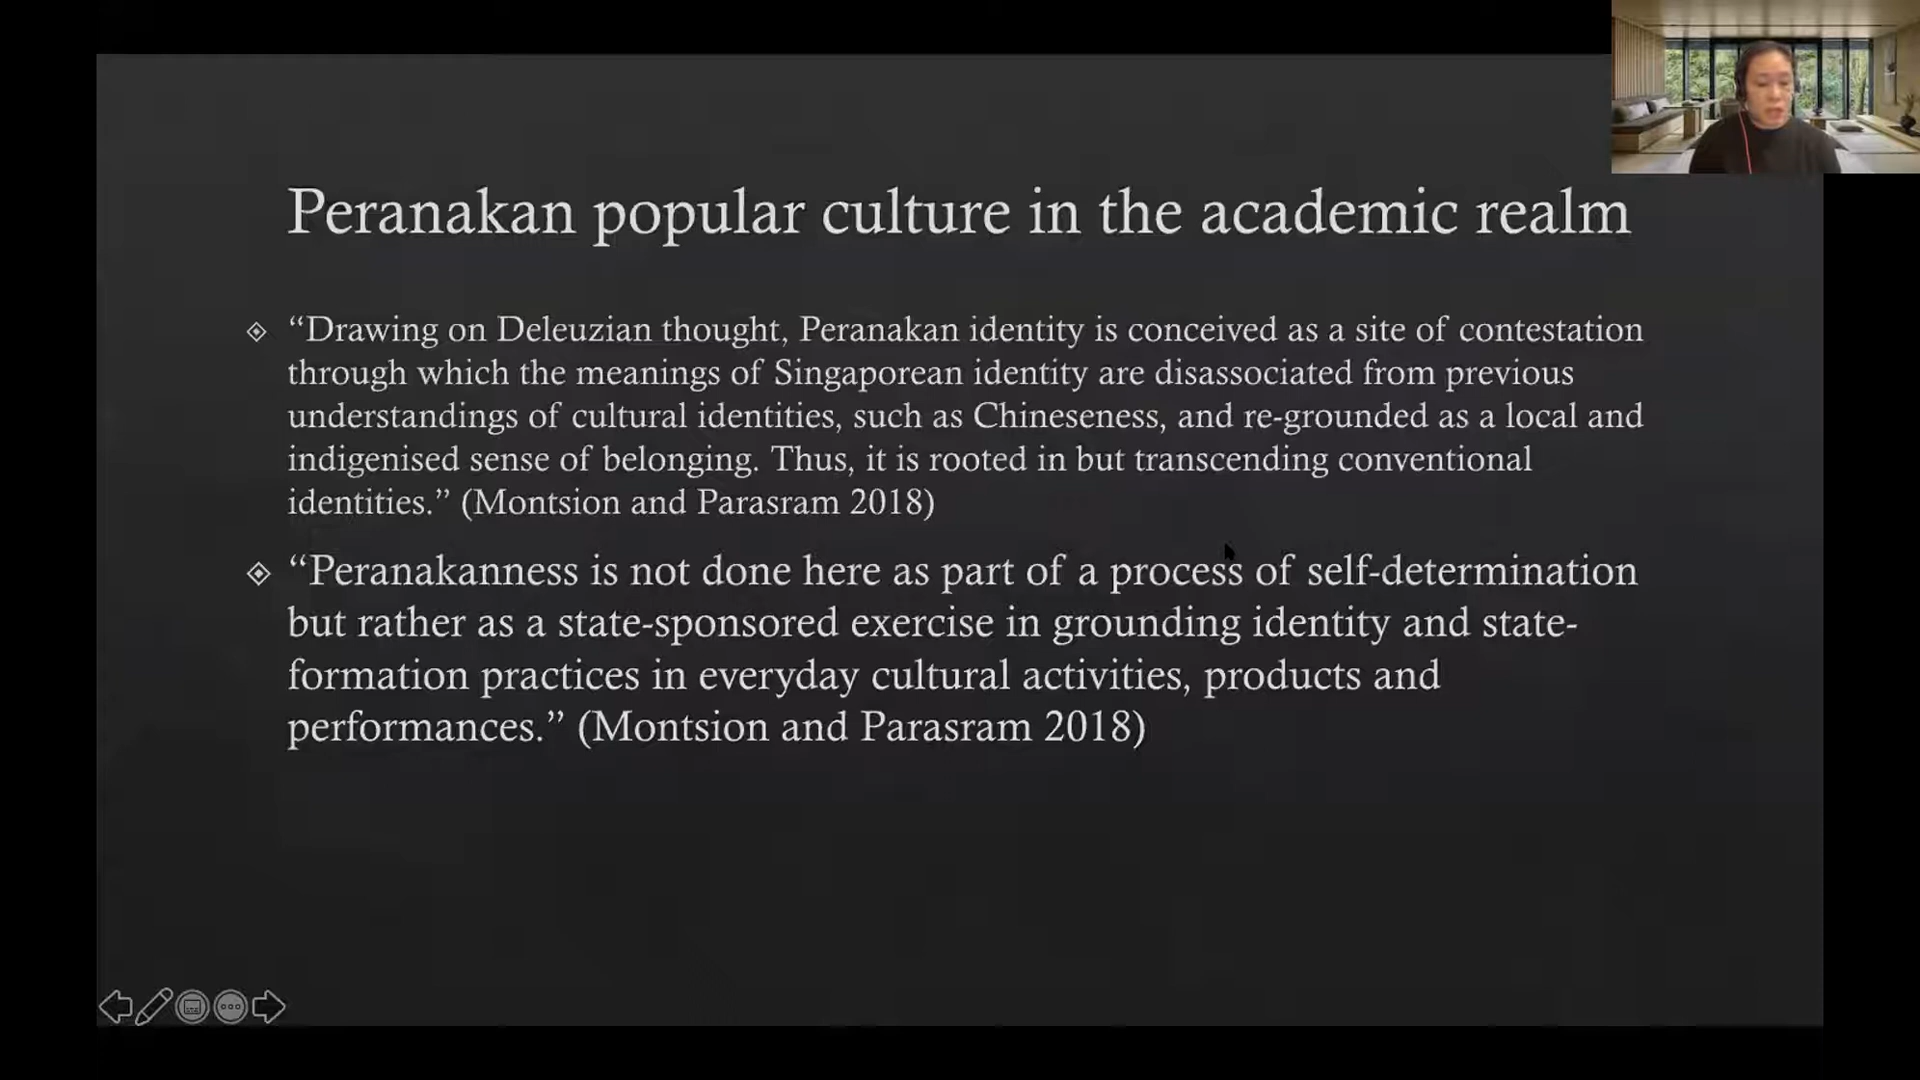 Peranakan popular culture in the academic realm
“Drawing on Deleuzian thought, Peranakan identity is conceived as a site of contestation
through which the meanings of Singaporean identity are disassociated from previous
understandings of cultural identities, such as Chineseness, and re-grounded as a local and
indigenised sense of belonging. Thus, it is rooted in but transcending conventional
identities.” (Montsion and Parasram 2018)
“Peranakanness is not done here as part of a process of self-determination
but rather as a state-sponsored exercise in grounding identity and state-
formation practices in everyday cultural activities, products and
performances.” (Montsion and Parasram 2018)